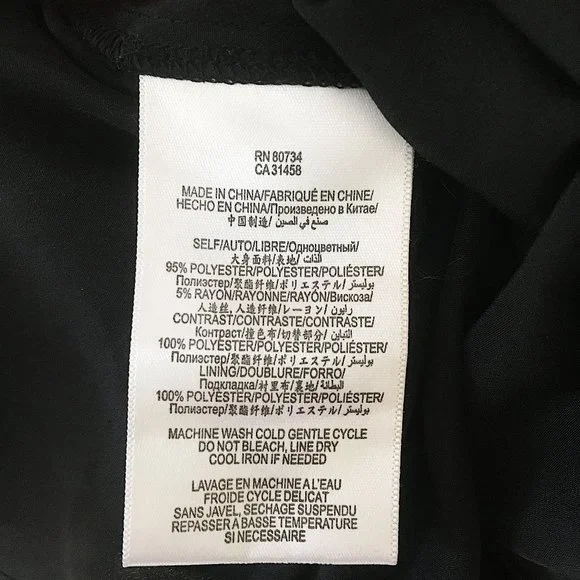 RN 80734
CA 31458
MADE IN CHINA/FABRIQUÉ EN CHINE/
HECHO EN CHINA/Произведено в Китае/
中国制造/ صنع في الصين/
SELF/AUTO/LIBRE/Одноцветный/
大身面料/表地/ الذات/
95% POLYESTER/POLYESTER/POLIÉSTER/
Полиэстер/聚酯纤维/ポリエステル/ بوليستر/
5% RAYON/RAYONNE/RAYÓN/Вискоза/
人造丝, 人造纤维/レーヨン/ رايون/
CONTRAST/CONTRASTE/CONTRASTE/
Контраст/撞色布/切替部分/ التباين/
100% POLYESTER/POLYESTER/POLIÉSTER/
Полиэстер/聚酯纤维/ポリエステル/ بوليستر/
LINING/DOUBLURE/FORRO/
Подкладка/衬里布/裏地/ البطانة/
100% POLYESTER/POLYESTER/POLIÉSTER/
Полиэстер/聚酯纤维/ポリエステル/ بوليستر/
MACHINE WASH COLD GENTLE CYCLE
DO NOT BLEACH, LINE DRY
COOL IRON IF NEEDED
LAVAGE EN MACHINE A L'EAU
FROIDE CYCLE DELICAT
SANS JAVEL, SECHAGE SUSPENDU
REPASSER A BASSE TEMPERATURE
SI NECESSAIRE